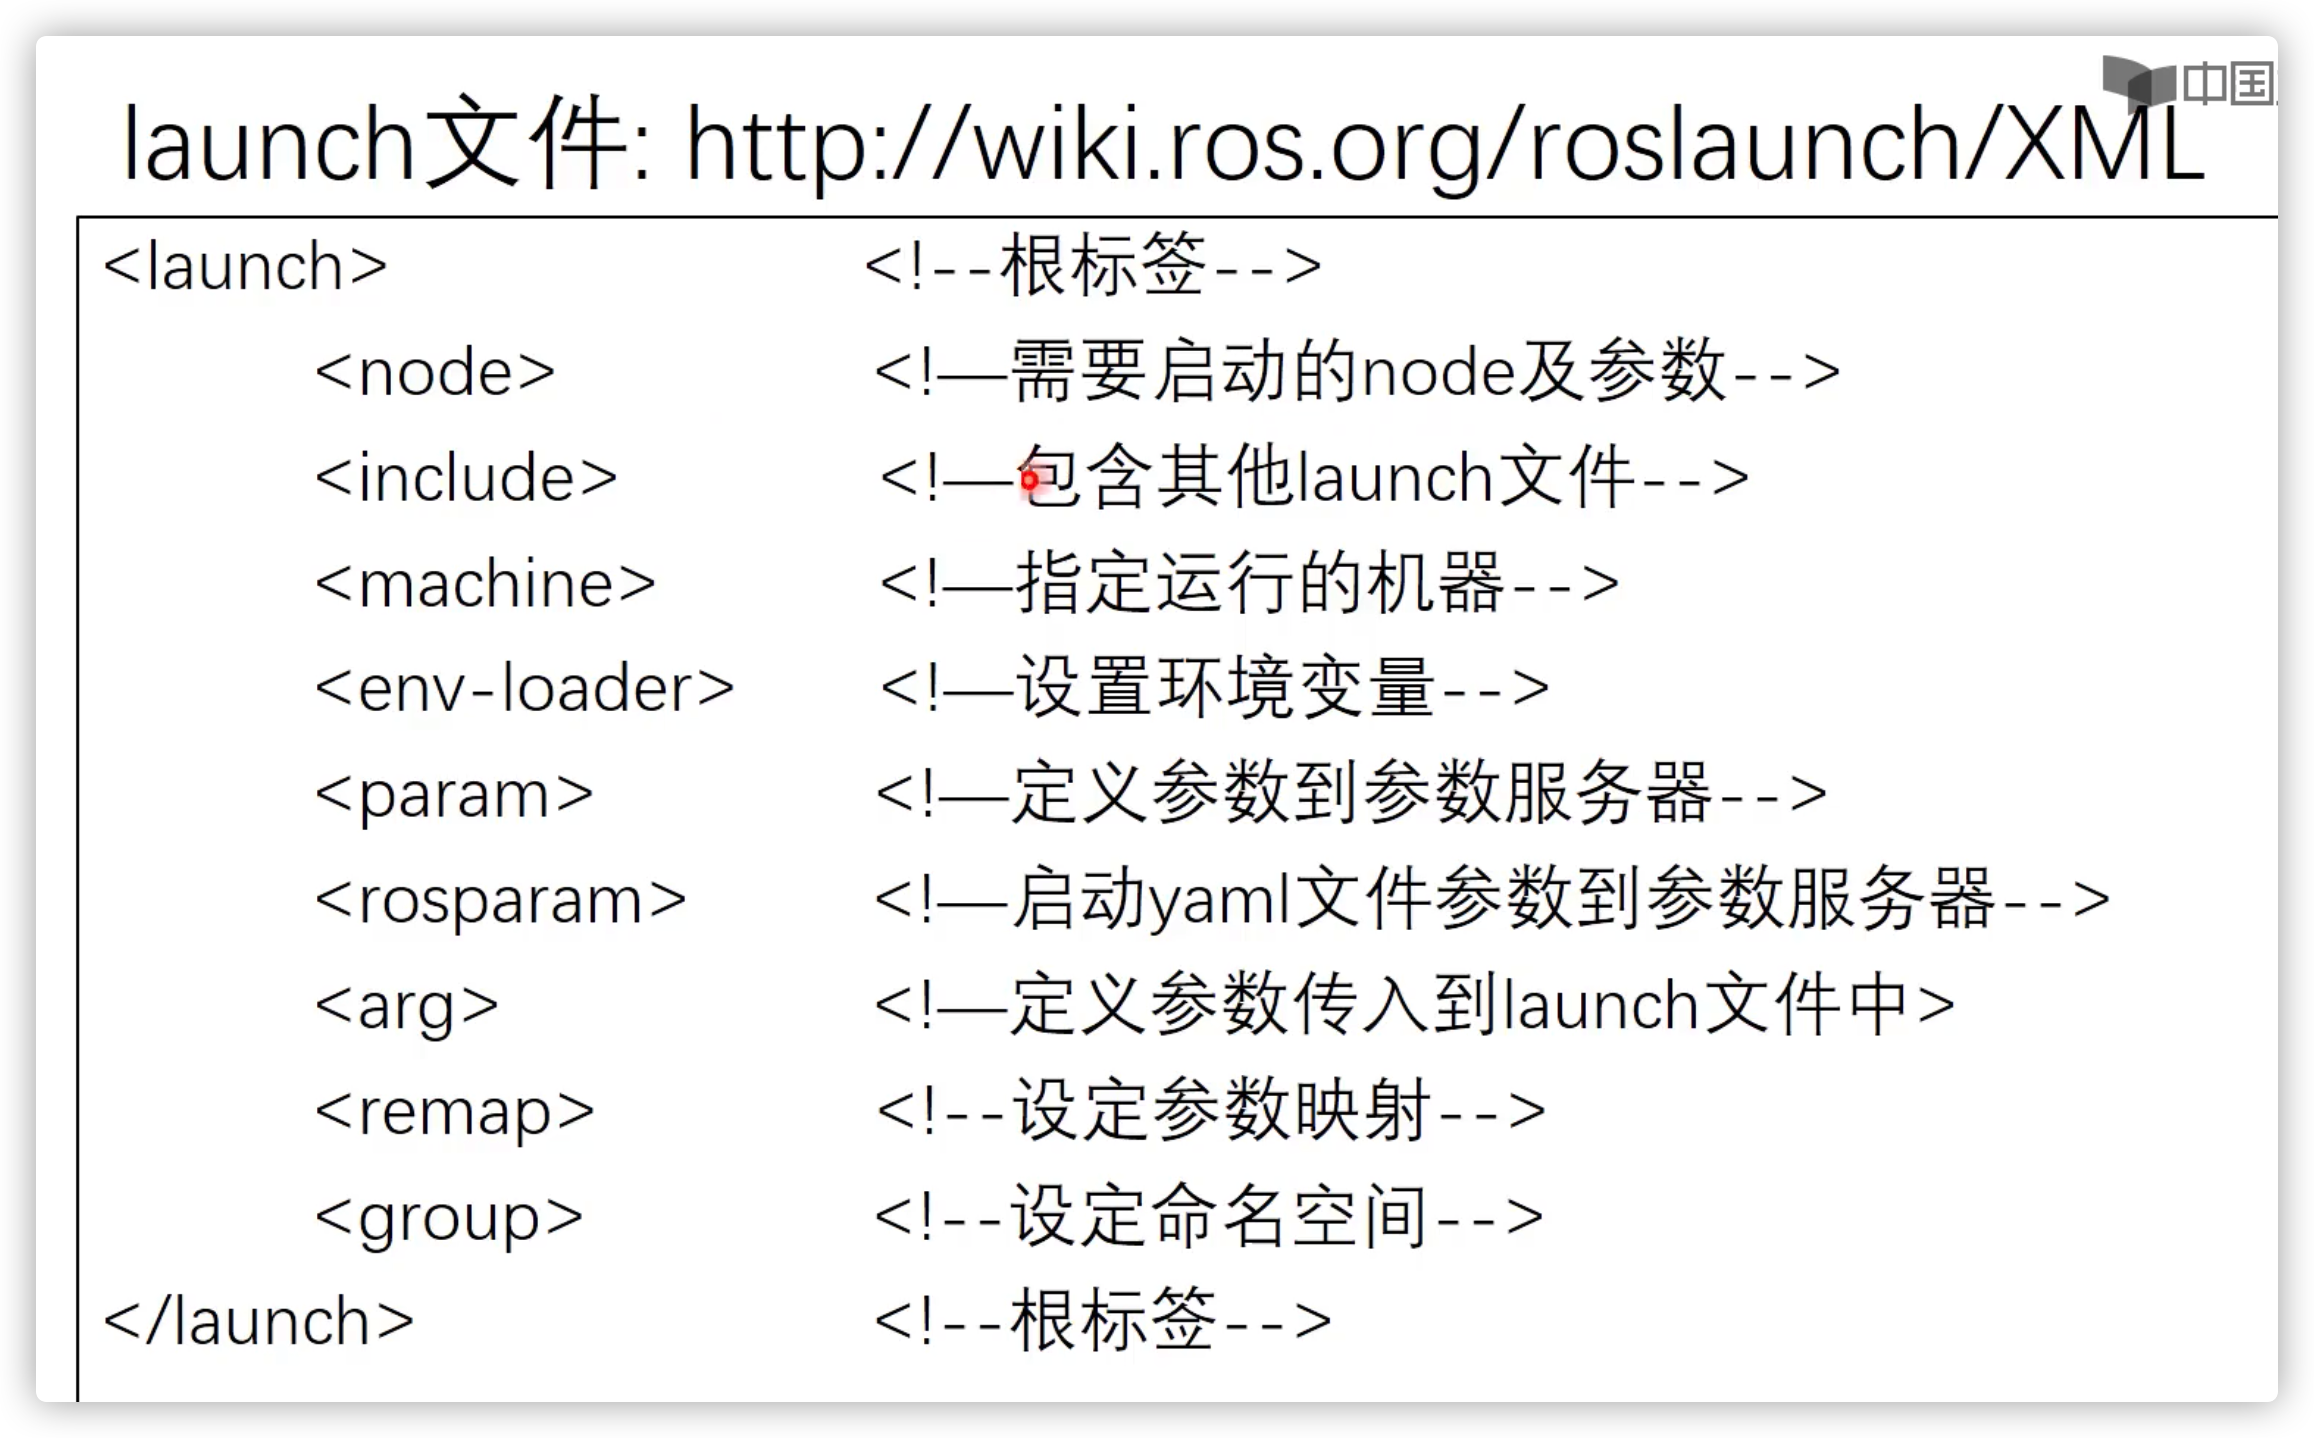 中国
launch文件: http://wiki.ros.org/roslaunch/XML
<launch> <!--根标签-->
<node> <!—需要启动的node及参数-->
<include> <!—包含其他launch文件-->
<machine> <!—指定运行的机器-->
<env-loader> <!—设置环境变量-->
<param> <!—定义参数到参数服务器-->
<rosparam> <!—启动yaml文件参数到参数服务器-->
<arg> <!—定义参数传入到launch文件中>
<remap> <!--设定参数映射-->
<group> <!--设定命名空间-->
</launch> <!--根标签-->